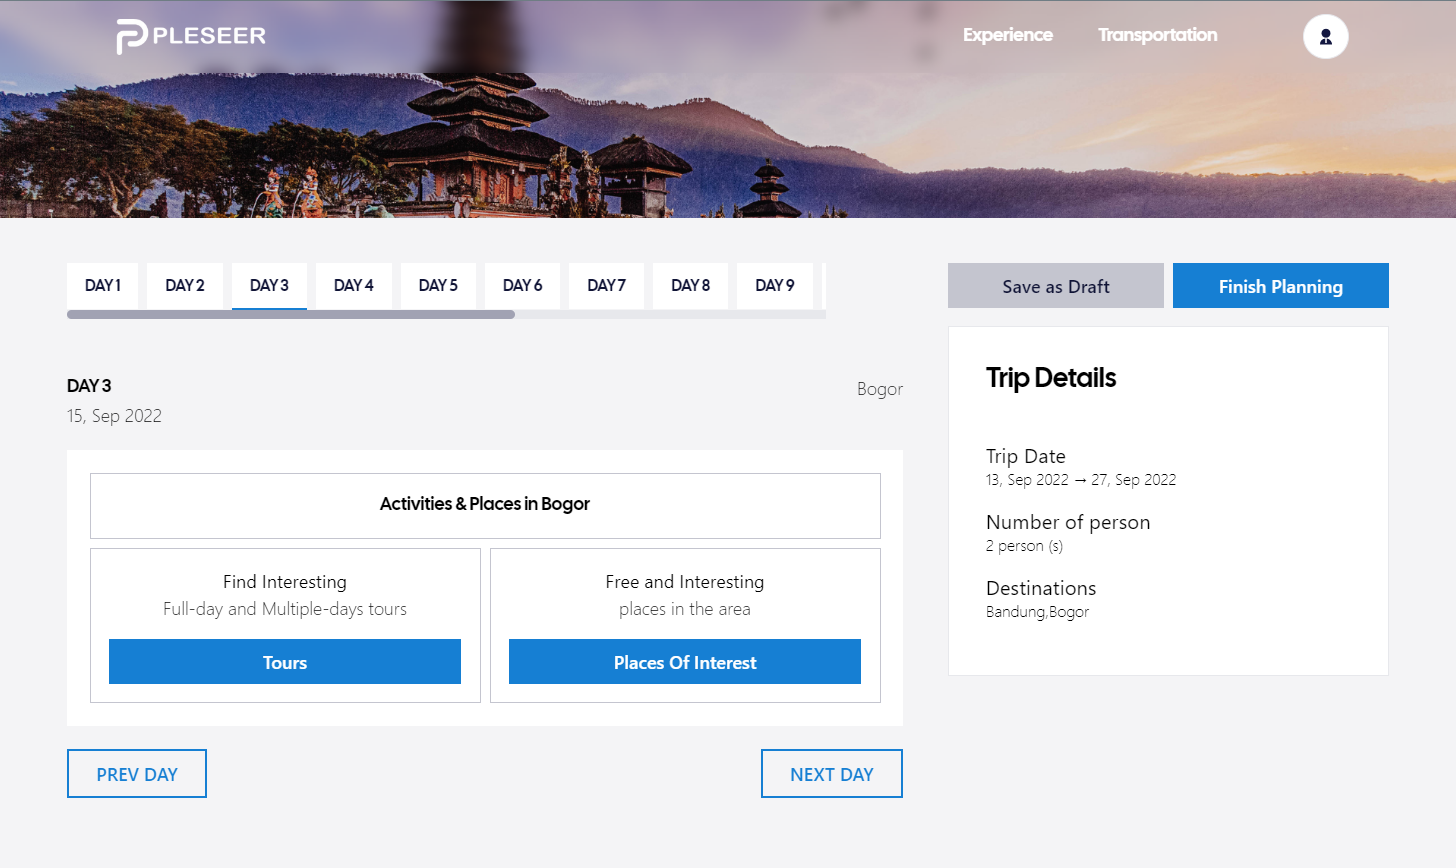 PLESEER
Experience
Transportation
DAY 1
DAY 2
DAY 3
DAY 4
DAY 5
DAY 6
DAY 7
DAY 8
DAY 9
Save as Draft
Finish Planning
DAY 3
15, Sep 2022
Bogor
Activities & Places in Bogor
Find Interesting
Full-day and Multiple-days tours
Tours
Free and Interesting
places in the area
Places Of Interest
PREV DAY
NEXT DAY
Trip Details
Trip Date
13, Sep 2022 → 27, Sep 2022
Number of person
2 person (s)
Destinations
Bandung,Bogor